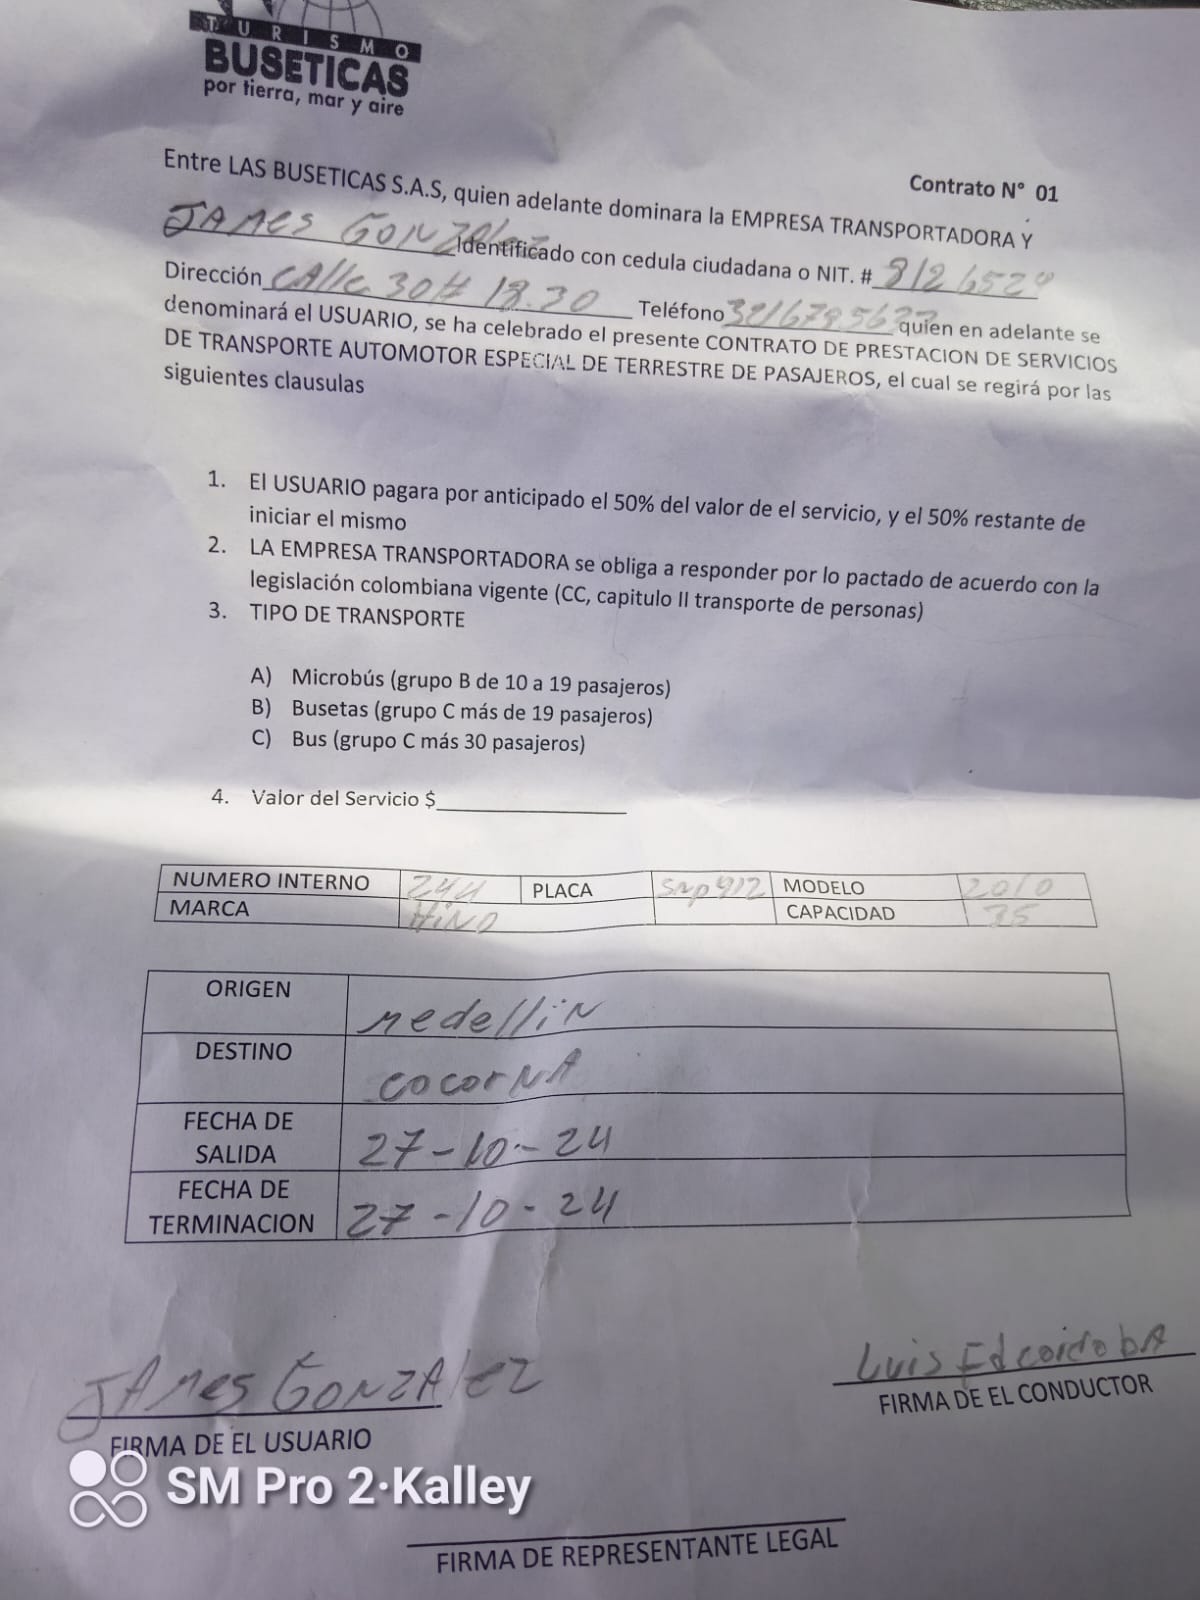 TURISMO
BUSETICAS
por tierra, mar y aire
Contrato N° 01
Entre LAS BUSETICAS S.A.S, quien adelante dominara la EMPRESA TRANSPORTADORA Y
JAMES GONZALEZ Identificado con cedula ciudadana o NIT. # 8126524
Dirección Calle 30# 18.30 Teléfono 3216785627 quien en adelante se
denominará el USUARIO, se ha celebrado el presente CONTRATO DE PRESTACION DE SERVICIOS
DE TRANSPORTE AUTOMOTOR ESPECIAL DE TERRESTRE DE PASAJEROS, el cual se regirá por las
siguientes clausulas
1. El USUARIO pagara por anticipado el 50% del valor de el servicio, y el 50% restante de
iniciar el mismo
2. LA EMPRESA TRANSPORTADORA se obliga a responder por lo pactado de acuerdo con la
legislación colombiana vigente (CC, capitulo II transporte de personas)
3. TIPO DE TRANSPORTE
A) Microbús (grupo B de 10 a 19 pasajeros)
B) Busetas (grupo C más de 19 pasajeros)
C) Bus (grupo C más 30 pasajeros)
4. Valor del Servicio $
NUMERO INTERNO 244 PLACA SNP912 MODELO 2010
MARCA HINO CAPACIDAD 35
ORIGEN Medellin
DESTINO COCORNA
FECHA DE
SALIDA 27-10-24
FECHA DE
TERMINACION 27-10-24
JAMES GONZALEZ
FIRMA DE EL USUARIO
Luis Ed cordobA
FIRMA DE EL CONDUCTOR
SM Pro 2·Kalley
FIRMA DE REPRESENTANTE LEGAL